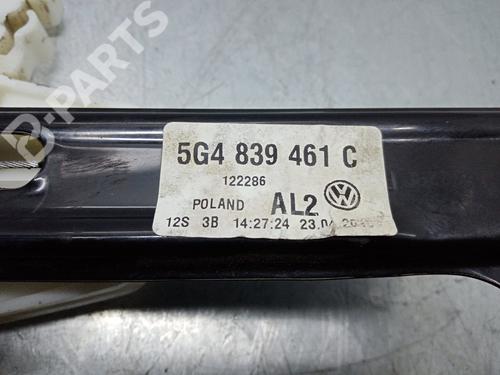 5G4 839 461 C
122286
POLAND AL2
12S 3B 14:27:24 23.04
D-PARTS